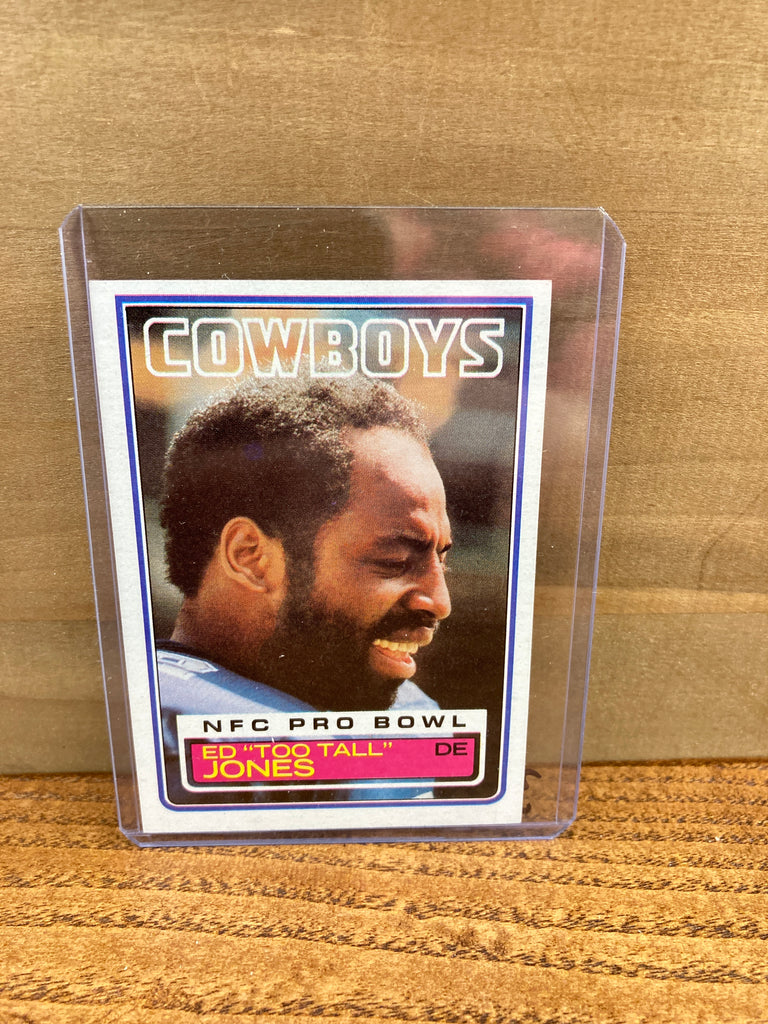 COWBOYS
NFC PRO BOWL
ED "TOO TALL" DE
JONES